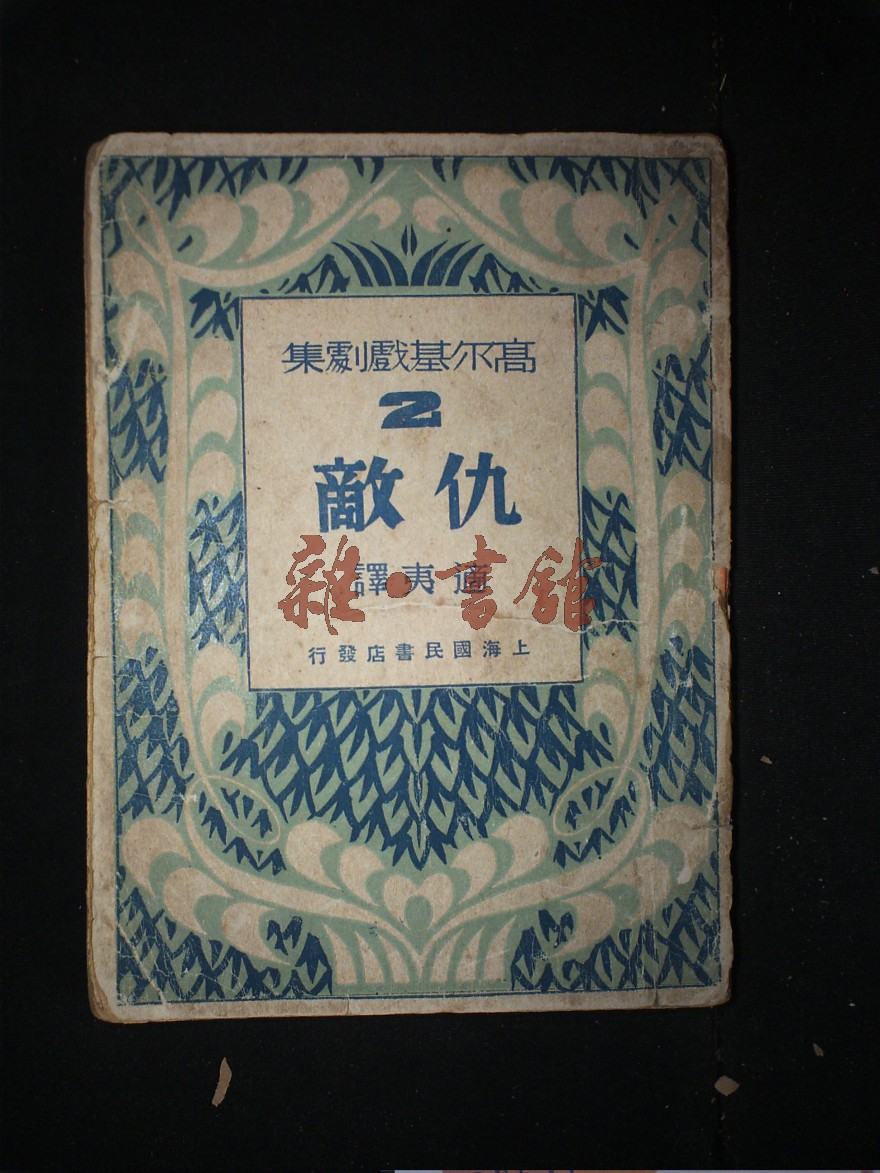 高尔基戲劇集
2
仇敵
適夷譯
雜·書館
上海國民書店發行